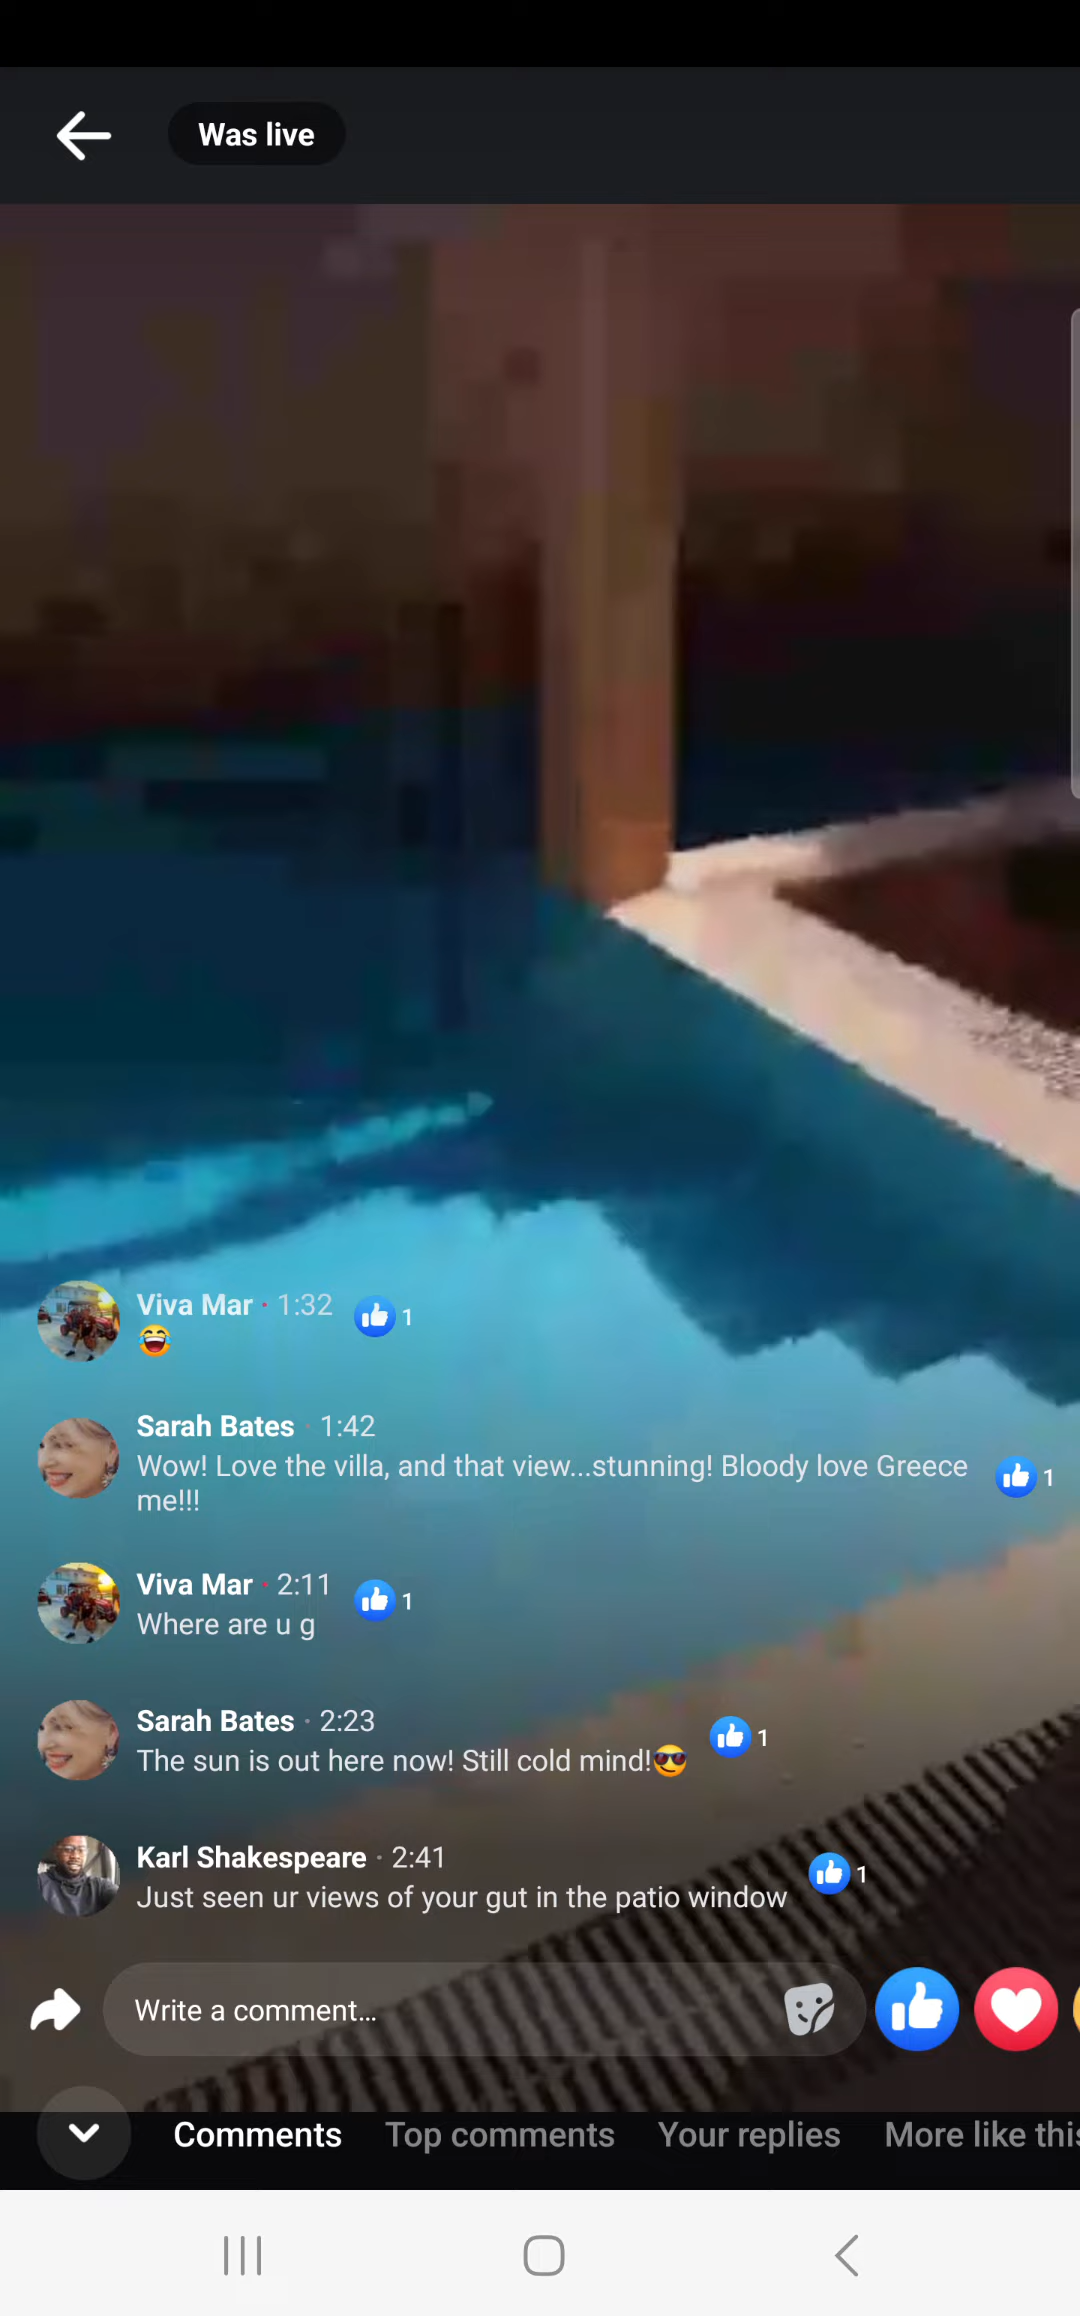 Was live
Viva Mar · 1:32
😂
1
Sarah Bates · 1:42
Wow! Love the villa, and that view...stunning! Bloody love Greece
me!!!
1
Viva Mar · 2:11
Where are u g
1
Sarah Bates · 2:23
The sun is out here now! Still cold mind!😎
1
Karl Shakespeare · 2:41
Just seen ur views of your gut in the patio window
1
Write a comment...
Comments Top comments Your replies More like this